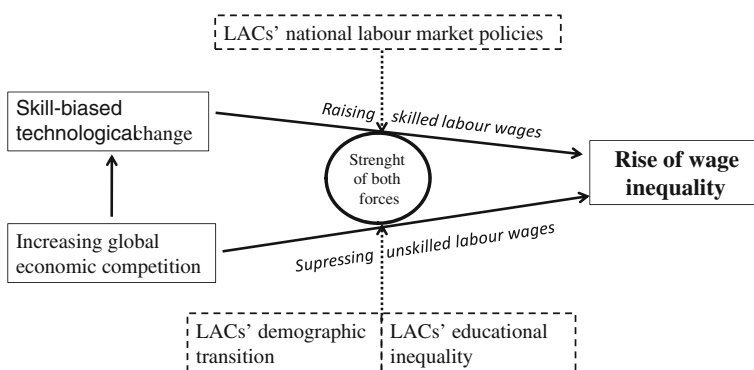 LACs' national labour market policies
Skill-biased
technologicalchange
Raising skilled labour wages
Strenght
of both
forces
Rise of wage
inequality
Increasing global
economic competition
Supressing unskilled labour wages
LACs' demographic
transition
LACs' educational
inequality